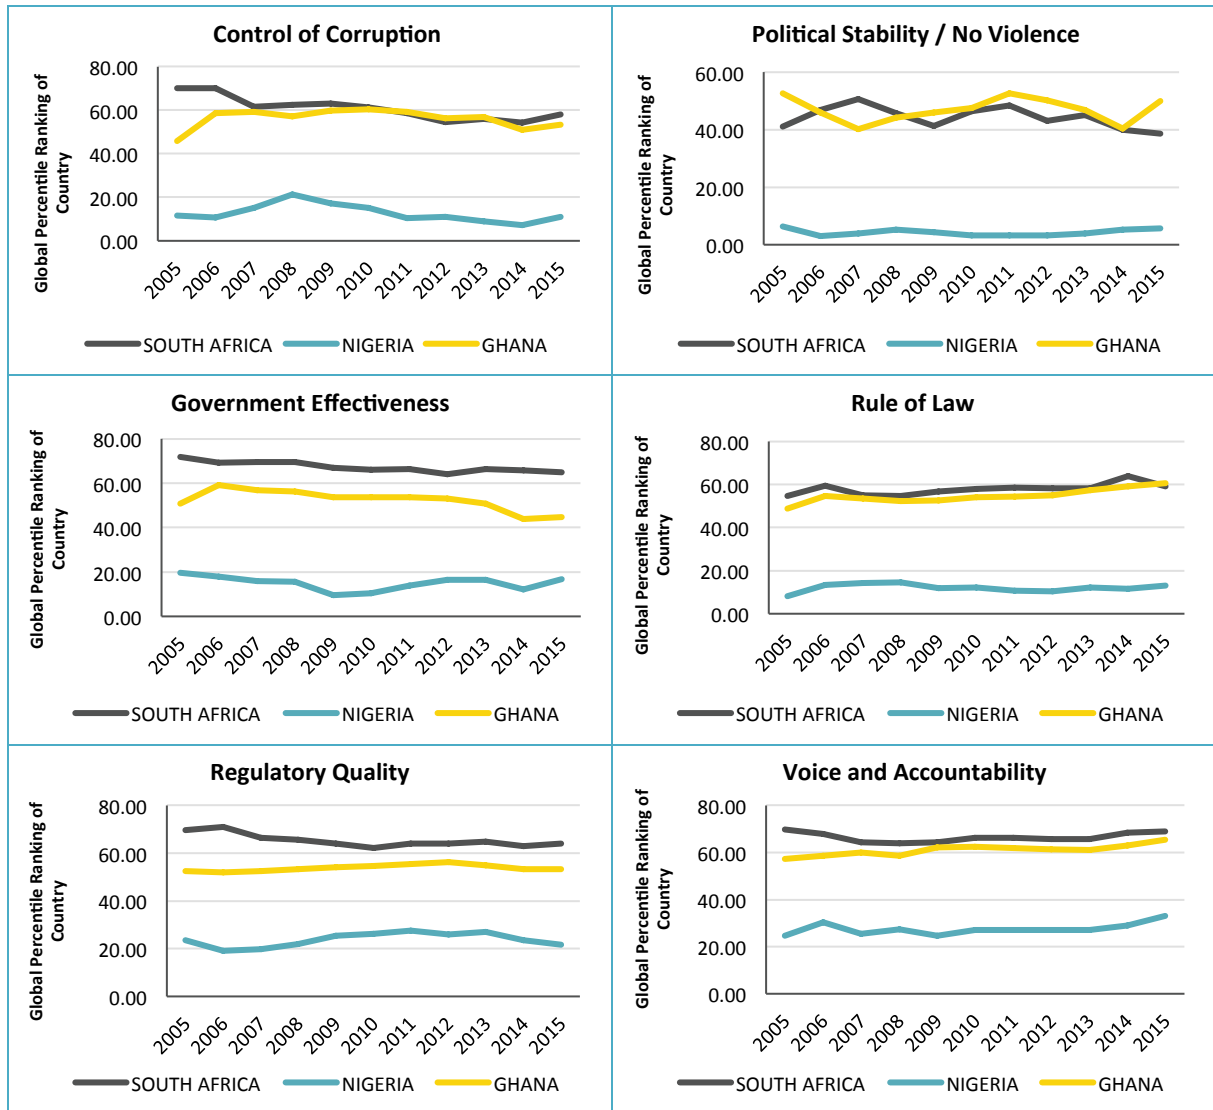 Control of Corruption
Global Percentile Ranking of
Country
80.00
60.00
40.00
20.00
0.00
2005 2006 2007 2008 2009 2010 2011 2012 2013 2014 2015
SOUTH AFRICA NIGERIA GHANA
Political Stability / No Violence
Global Percentile Ranking of
Country
60.00
40.00
20.00
0.00
2005 2006 2007 2008 2009 2010 2011 2012 2013 2014 2015
SOUTH AFRICA NIGERIA GHANA
Government Effectiveness
Global Percentile Ranking of
Country
80.00
60.00
40.00
20.00
0.00
2005 2006 2007 2008 2009 2010 2011 2012 2013 2014 2015
SOUTH AFRICA NIGERIA GHANA
Rule of Law
Global Percentile Ranking of
Country
80.00
60.00
40.00
20.00
0.00
2005 2006 2007 2008 2009 2010 2011 2012 2013 2014 2015
SOUTH AFRICA NIGERIA GHANA
Regulatory Quality
Global Percentile Ranking of
Country
80.00
60.00
40.00
20.00
0.00
2005 2006 2007 2008 2009 2010 2011 2012 2013 2014 2015
SOUTH AFRICA NIGERIA GHANA
Voice and Accountability
Global Percentile Ranking of
Country
80.00
60.00
40.00
20.00
0.00
2005 2006 2007 2008 2009 2010 2011 2012 2013 2014 2015
SOUTH AFRICA NIGERIA GHANA